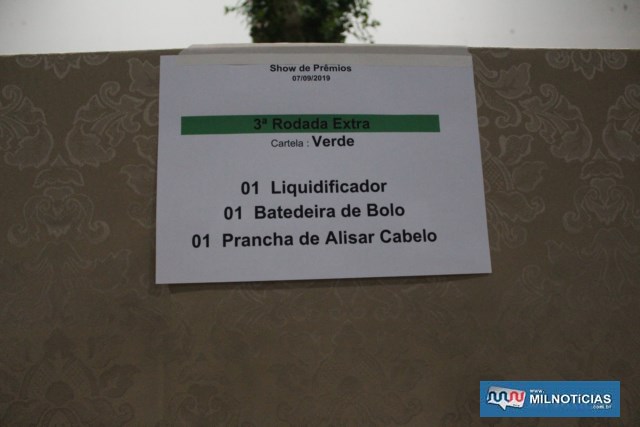 Show de Prêmios
07/09/2019
3ª Rodada Extra
Cartela : Verde
01 Liquidificador
01 Batedeira de Bolo
01 Prancha de Alisar Cabelo
www.
MILNOTICIAS
.com.br